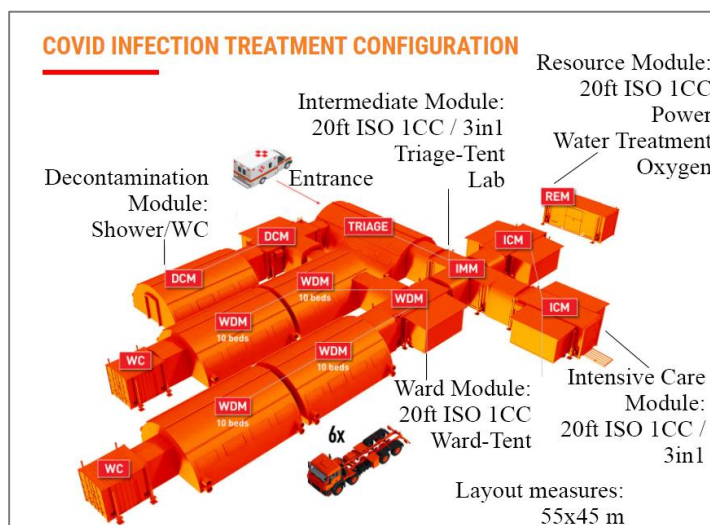 COVID INFECTION TREATMENT CONFIGURATION
Resource Module:
20ft ISO 1CC
Power
Water Treatment
Oxygen
Intermediate Module:
20ft ISO 1CC / 3in1
Triage-Tent
Lab
Entrance
Decontamination
Module:
Shower/WC
REM
DCM
TRIAGE
ICM
DCM
IMM
WDM
10 beds
WDM
ICM
WDM
10 beds
WDM
10 beds
WC
WDM
10 beds
WC
6x
Ward Module:
20ft ISO 1CC
Ward-Tent
Intensive Care
Module:
20ft ISO 1CC /
3in1
Layout measures:
55x45 m